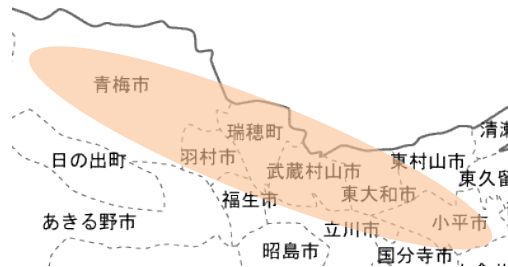 青梅市
瑞穂町
清
日の出町
羽村市
武蔵村山市
東村山市
東久留
福生市
東大和市
あきる野市
立川市
小平市
昭島市
国分寺市